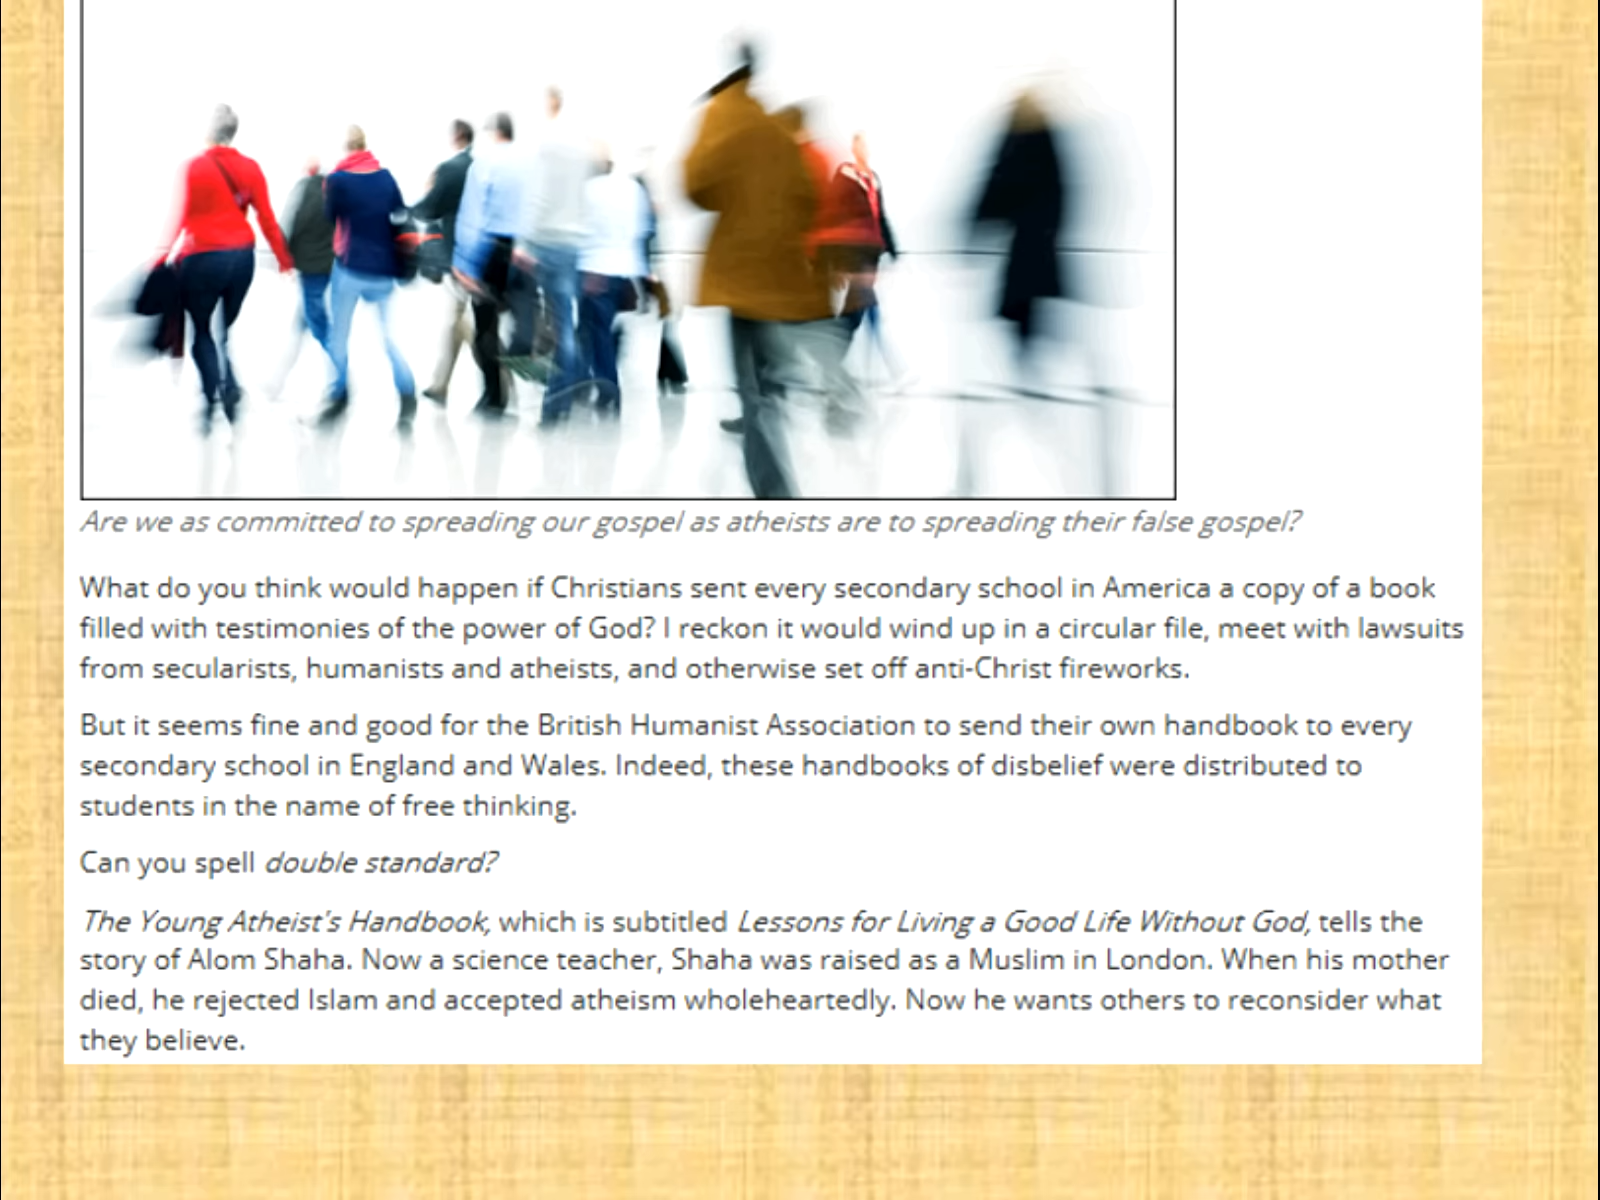 Are we as committed to spreading our gospel as atheists are to spreading their false gospel?
What do you think would happen if Christians sent every secondary school in America a copy of a book
filled with testimonies of the power of God? I reckon it would wind up in a circular file, meet with lawsuits
from secularists, humanists and atheists, and otherwise set off anti-Christ fireworks.
But it seems fine and good for the British Humanist Association to send their own handbook to every
secondary school in England and Wales. Indeed, these handbooks of disbelief were distributed to
students in the name of free thinking.
Can you spell double standard?
The Young Atheist's Handbook, which is subtitled Lessons for Living a Good Life Without God, tells the
story of Alom Shaha. Now a science teacher, Shaha was raised as a Muslim in London. When his mother
died, he rejected Islam and accepted atheism wholeheartedly. Now he wants others to reconsider what
they believe.